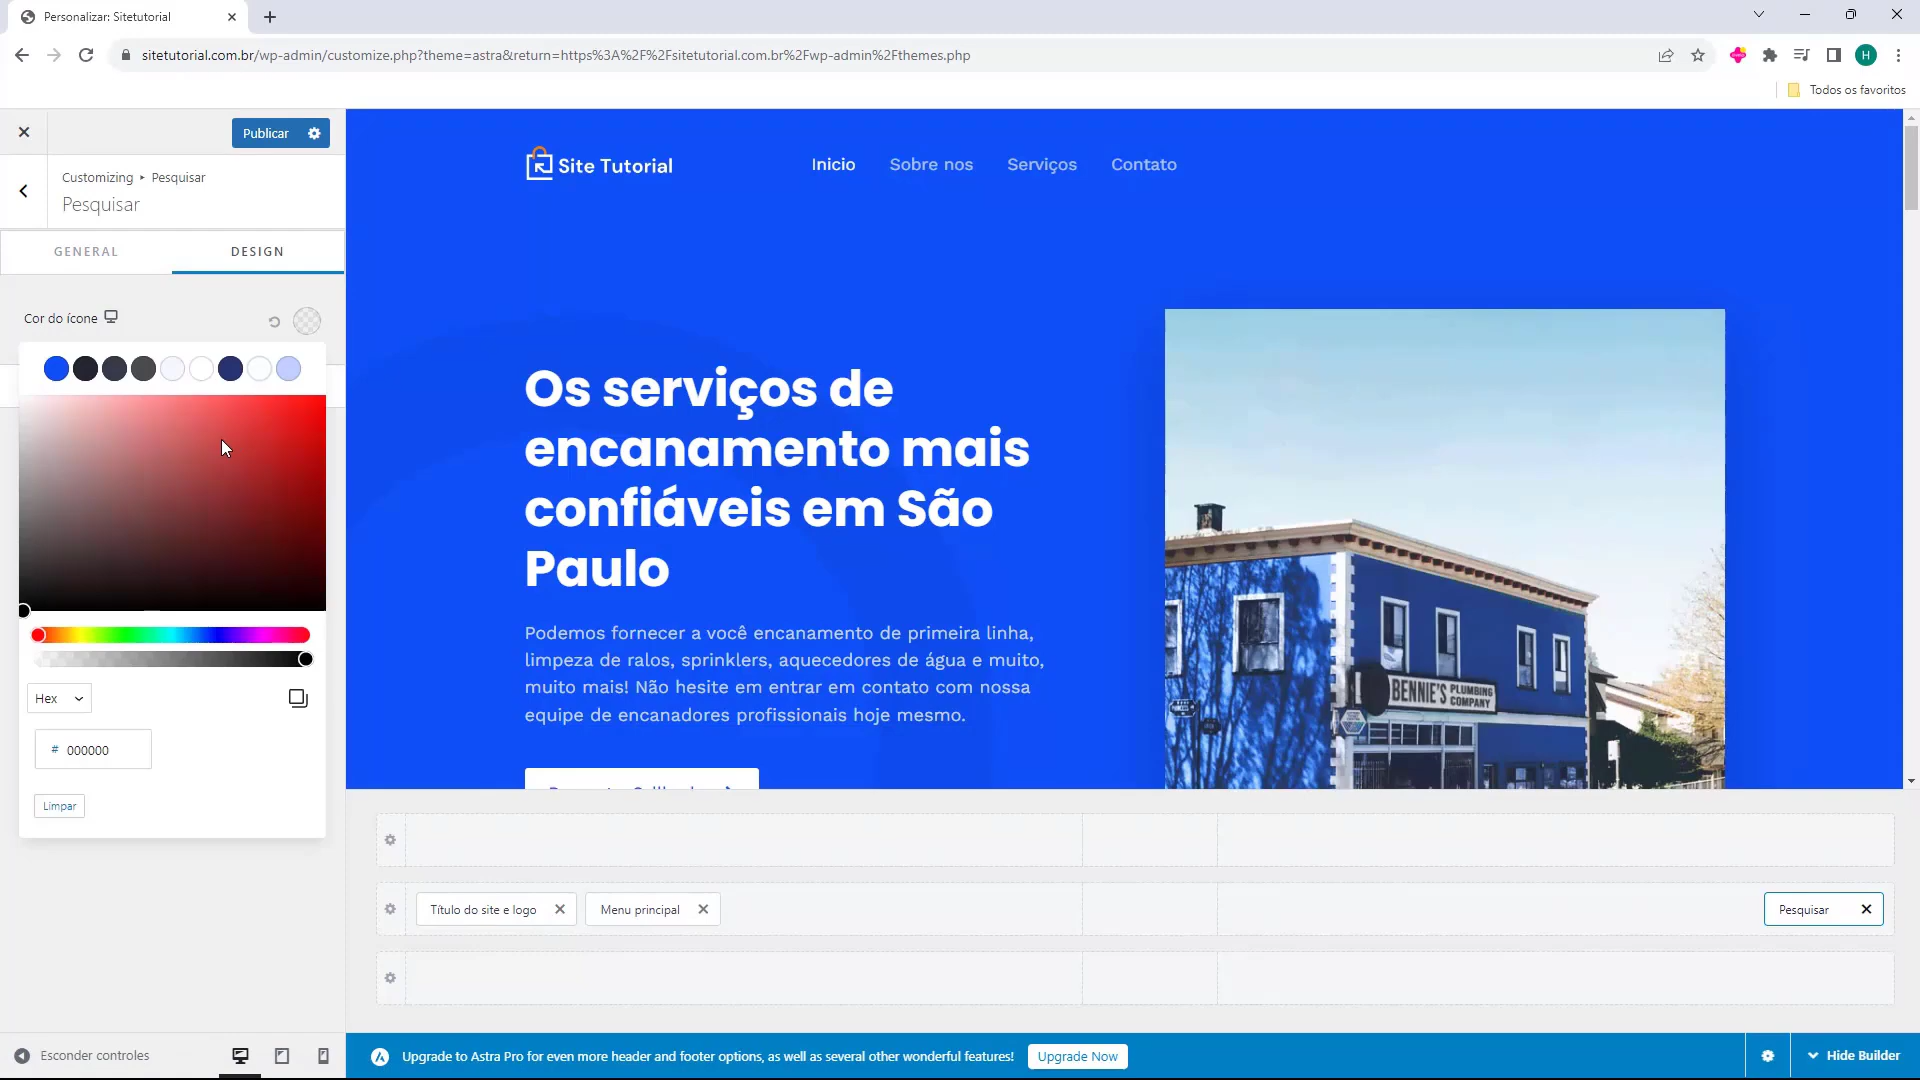 Personalizar: Sitetutorial
sitetutorial.com.br/wp-admin/customize.php?theme=astra&return=https%3A%2F%2Fsitetutorial.com.br%2Fwp-admin%2Fthemes.php
H
Todos os favoritos
Publicar
Customizing ▸ Pesquisar
Pesquisar
GENERAL
DESIGN
Cor do ícone
Hex
# 000000
Limpar
Site Tutorial
Inicio
Sobre nos
Serviços
Contato
Os serviços de
encanamento mais
confiáveis em São
Paulo
Podemos fornecer a você encanamento de primeira linha,
limpeza de ralos, sprinklers, aquecedores de água e muito,
muito mais! Não hesite em entrar em contato com nossa
equipe de encanadores profissionais hoje mesmo.
BENNIE'S PLUMBING
COMPANY
Título do site e logo
Menu principal
Pesquisar
Esconder controles
Upgrade to Astra Pro for even more header and footer options, as well as several other wonderful features!
Upgrade Now
Hide Builder